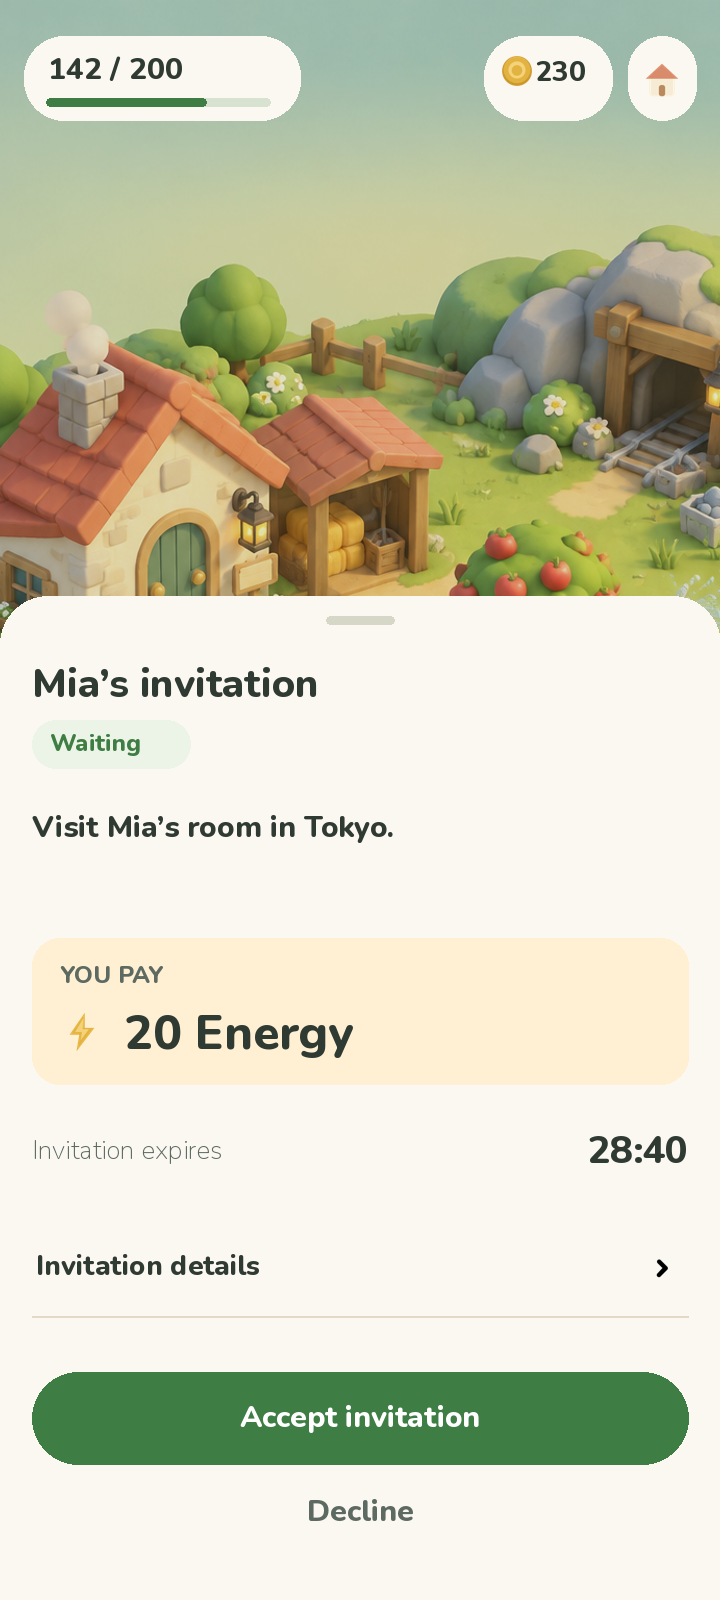 142 / 200
230
Mia’s invitation
Waiting
Visit Mia’s room in Tokyo.
YOU PAY
20 Energy
Invitation expires
28:40
Invitation details
Accept invitation
Decline